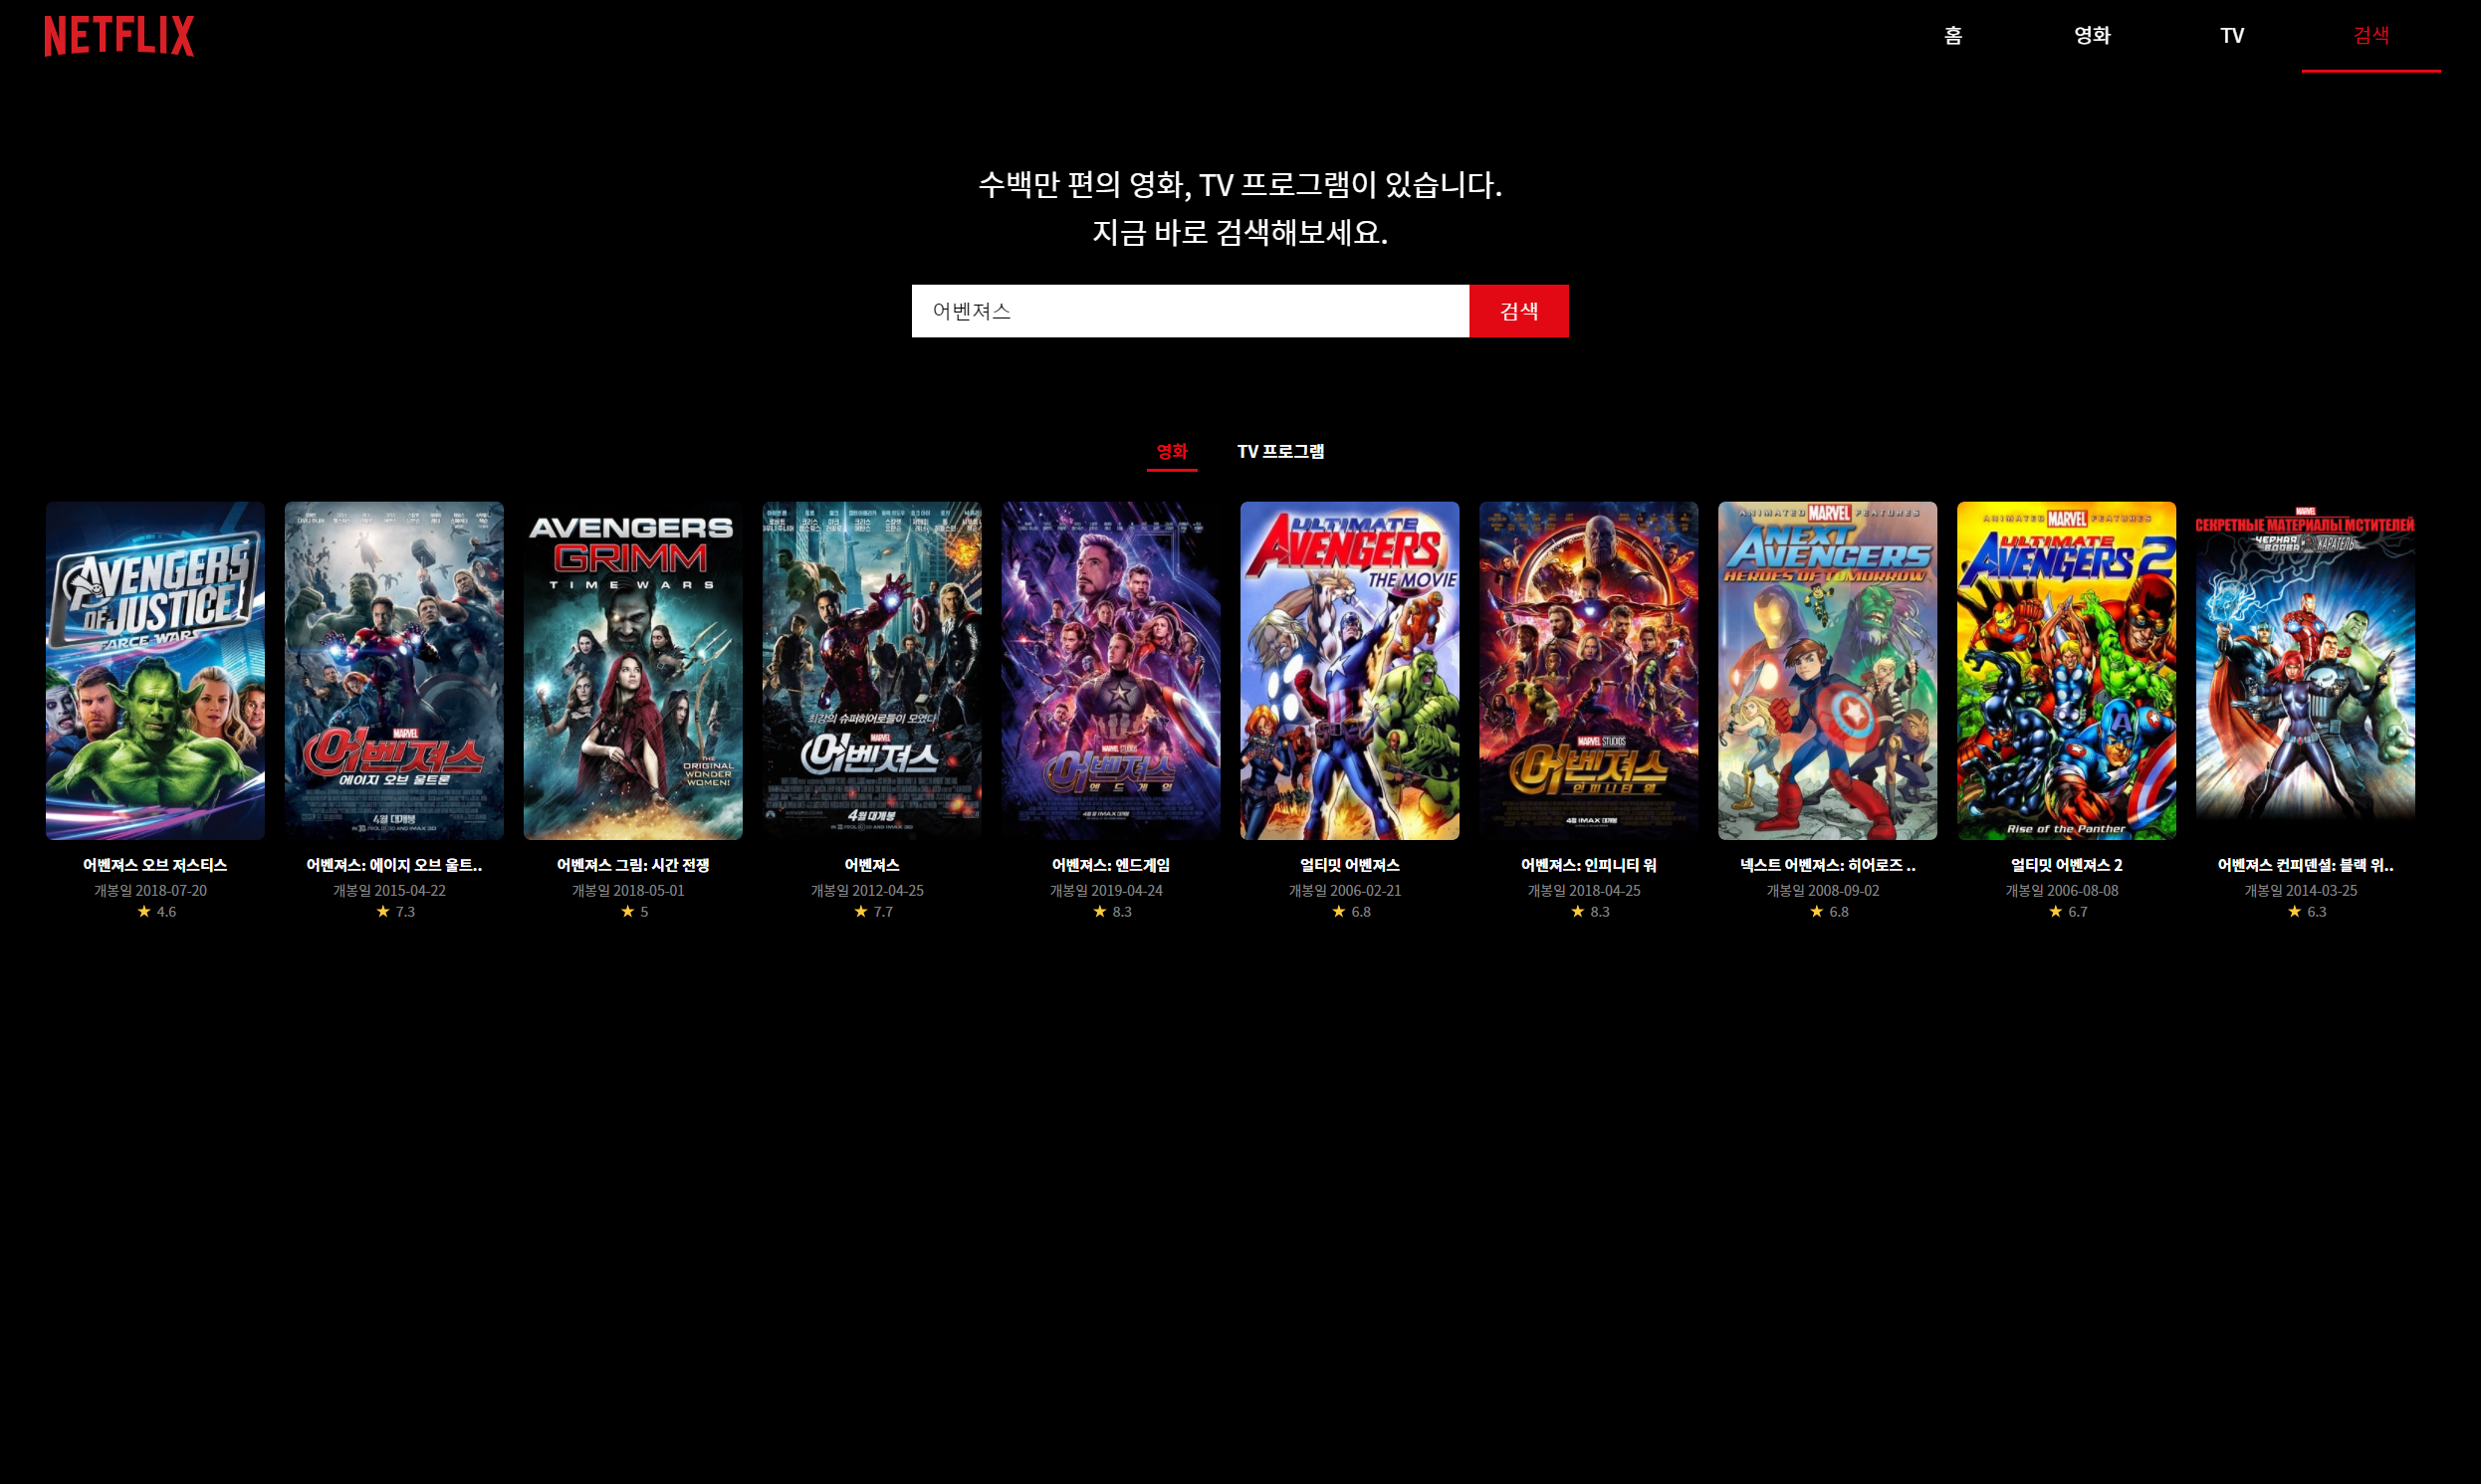 NETFLIX
홈 영화 TV 검색
수백만 편의 영화, TV 프로그램이 있습니다.
지금 바로 검색해보세요.
어벤져스 검색
영화 TV 프로그램
AVENGERS
OF JUSTICE
FARCE WARS
MARVEL
어벤져스
에이지 오브 울트론
4월 대개봉
AVENGERS
GRIMM
TIME WARS
THE
ORIGINAL
WONDER
WOMEN!
최강의 슈퍼히어로들이 모였다
MARVEL
어벤져스
4월 대개봉
MARVEL STUDIOS
어벤져스
엔드게임
4월 IMAX 대개봉
ULTIMATE
AVENGERS
THE MOVIE
MARVEL STUDIOS
어벤져스
인피니티 워
4월 IMAX 대개봉
ANIMATED MARVEL FEATURES
NEXT
AVENGERS
HEROES OF TOMORROW
ANIMATED MARVEL FEATURES
ULTIMATE
AVENGERS 2
Rise of the Panther
MARVEL
СЕКРЕТНЫЕ МАТЕРИАЛЫ МСТИТЕЛЕЙ
ЧЕРНАЯ ВДОВА КАРАТЕЛЬ
어벤져스 오브 저스티스
개봉일 2018-07-20
★ 4.6
어벤져스: 에이지 오브 울트..
개봉일 2015-04-22
★ 7.3
어벤져스 그림: 시간 전쟁
개봉일 2018-05-01
★ 5
어벤져스
개봉일 2012-04-25
★ 7.7
어벤져스: 엔드게임
개봉일 2019-04-24
★ 8.3
얼티밋 어벤져스
개봉일 2006-02-21
★ 6.8
어벤져스: 인피니티 워
개봉일 2018-04-25
★ 8.3
넥스트 어벤져스: 히어로즈 ..
개봉일 2008-09-02
★ 6.8
얼티밋 어벤져스 2
개봉일 2006-08-08
★ 6.7
어벤져스 컨피덴셜: 블랙 위..
개봉일 2014-03-25
★ 6.3